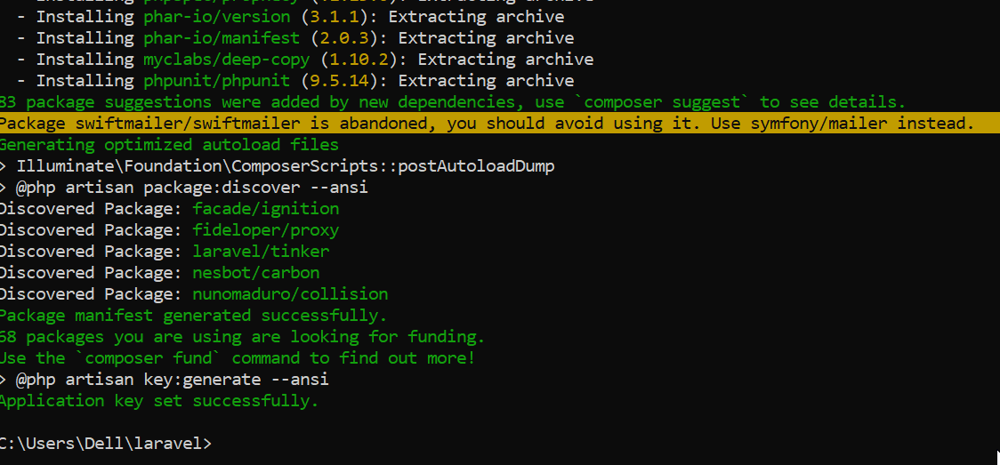 - Installing phpspec/prophecy
- Installing phar-io/version (3.1.1): Extracting archive
- Installing phar-io/manifest (2.0.3): Extracting archive
- Installing myclabs/deep-copy (1.10.2): Extracting archive
- Installing phpunit/phpunit (9.5.14): Extracting archive
83 package suggestions were added by new dependencies, use `composer suggest` to see details.
Package swiftmailer/swiftmailer is abandoned, you should avoid using it. Use symfony/mailer instead.
Generating optimized autoload files
> Illuminate\Foundation\ComposerScripts::postAutoloadDump
> @php artisan package:discover --ansi
Discovered Package: facade/ignition
Discovered Package: fideloper/proxy
Discovered Package: laravel/tinker
Discovered Package: nesbot/carbon
Discovered Package: nunomaduro/collision
Package manifest generated successfully.
68 packages you are using are looking for funding.
Use the `composer fund` command to find out more!
> @php artisan key:generate --ansi
Application key set successfully.
C:\Users\Dell\laravel>